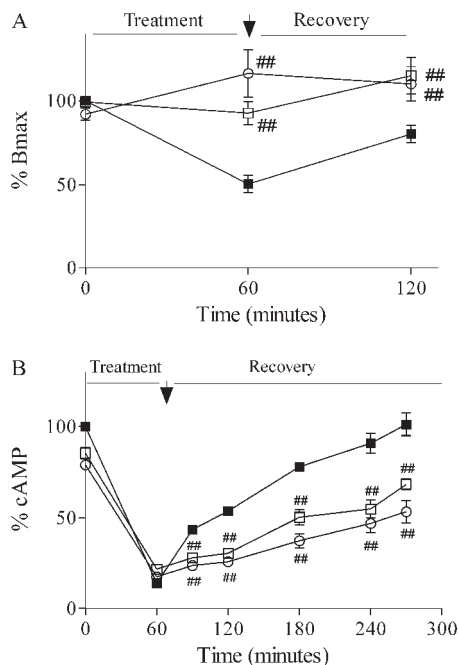 A
Treatment Recovery
% Bmax
100
50
0
##
##
##
##
0 60 120
Time (minutes)
B
Treatment Recovery
% cAMP
100
50
0
## ## ## ## ##
## ## ## ## ##
0 60 120 180 240 300
Time (minutes)